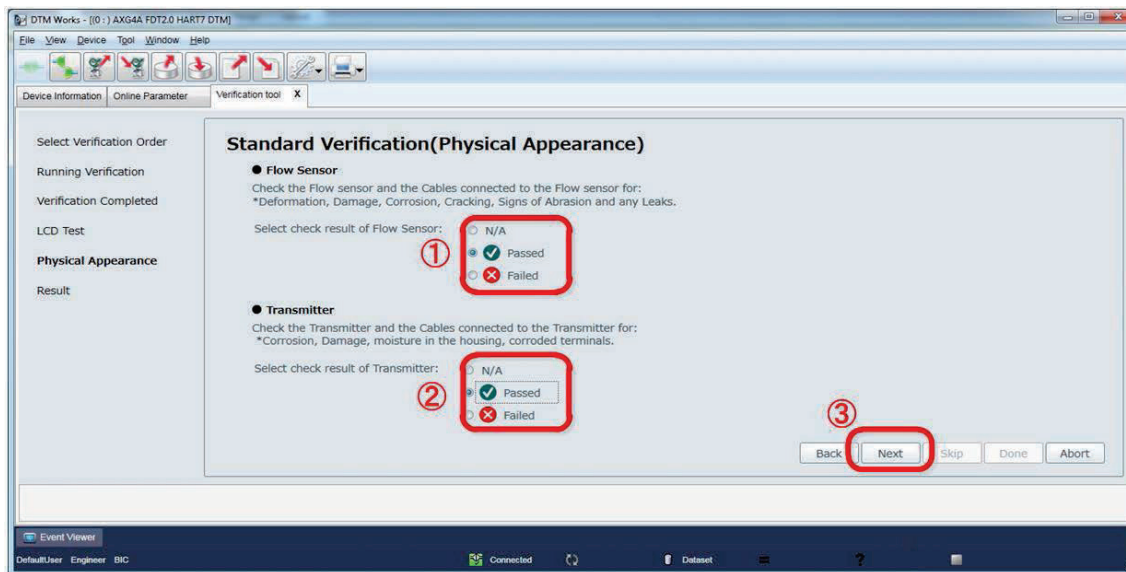 DTM Works - [(0 : ) AXG4A FDT2.0 HART7 DTM]
File View Device Tool Window Help
Device Information Online Parameter Verification tool X
Select Verification Order
Running Verification
Verification Completed
LCD Test
Physical Appearance
Result
Standard Verification(Physical Appearance)
● Flow Sensor
Check the Flow sensor and the Cables connected to the Flow sensor for:
*Deformation, Damage, Corrosion, Cracking, Signs of Abrasion and any Leaks.
Select check result of Flow Sensor:
①
N/A
Passed
Failed
● Transmitter
Check the Transmitter and the Cables connected to the Transmitter for:
*Corrosion, Damage, moisture in the housing, corroded terminals.
Select check result of Transmitter:
②
N/A
Passed
Failed
③
Back Next Skip Done Abort
Event Viewer
DefaultUser Engineer BIC Connected Dataset = ?